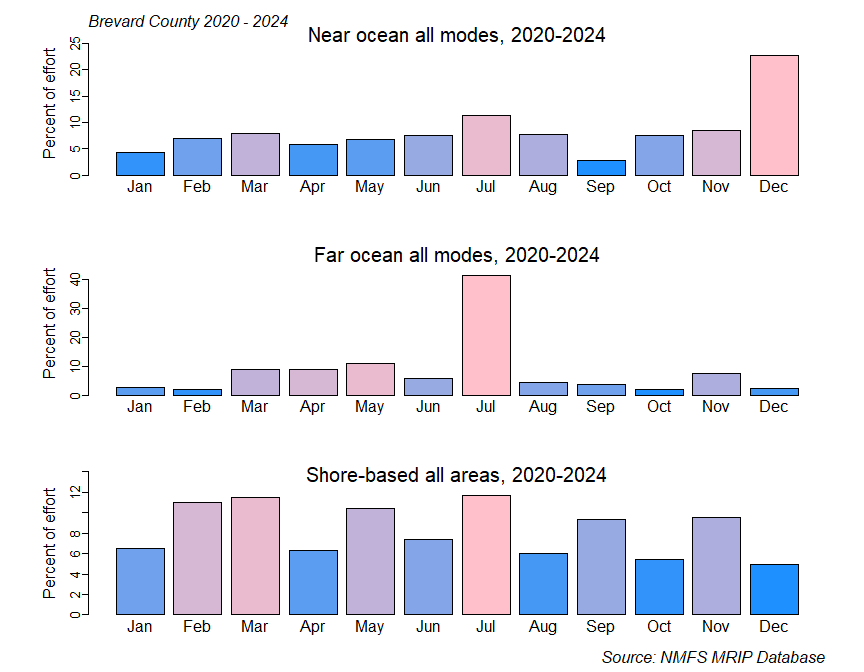 Brevard County 2020 - 2024
Near ocean all modes, 2020-2024
Percent of effort
0 5 10 15 20 25
Jan Feb Mar Apr May Jun Jul Aug Sep Oct Nov Dec
Far ocean all modes, 2020-2024
Percent of effort
0 10 20 30 40
Jan Feb Mar Apr May Jun Jul Aug Sep Oct Nov Dec
Shore-based all areas, 2020-2024
Percent of effort
0 2 4 6 8 12
Jan Feb Mar Apr May Jun Jul Aug Sep Oct Nov Dec
Source: NMFS MRIP Database